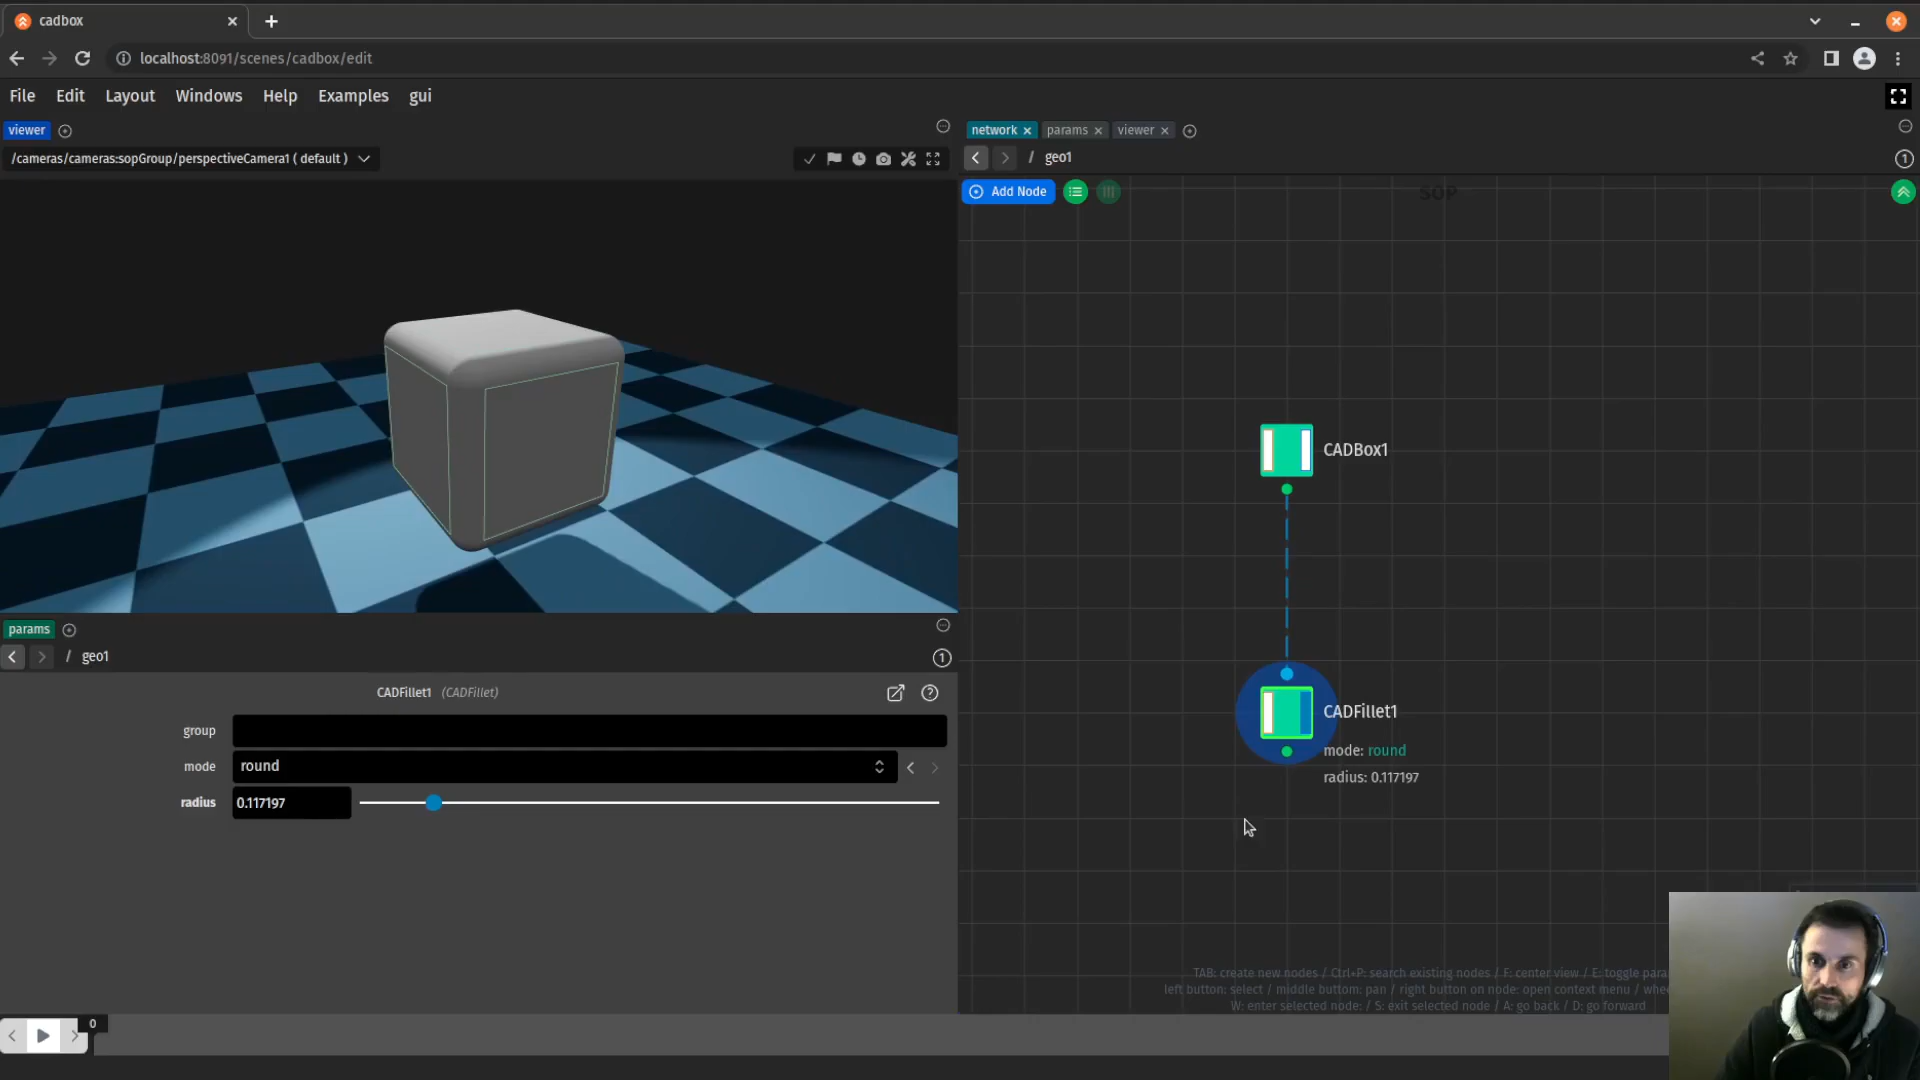 cadbox
localhost:8091/scenes/cadbox/edit
File Edit Layout Windows Help Examples gui
viewer
/cameras/cameras:sopGroup/perspectiveCamera1 ( default )
network params viewer
/ geo1
1
Add Node
SOP
CADBox1
CADFillet1
mode: round
radius: 0.117197
params
/ geo1
1
CADFillet1 (CADFillet)
group
mode round
radius 0.117197
TAB: create new nodes / Ctrl+P: search existing nodes / F: center view / E: toggle para
left button: select / middle buttom: pan / right button on node: open context menu / whee
W: enter selected node: / S: exit selected node / A: go back / D: go forward
0